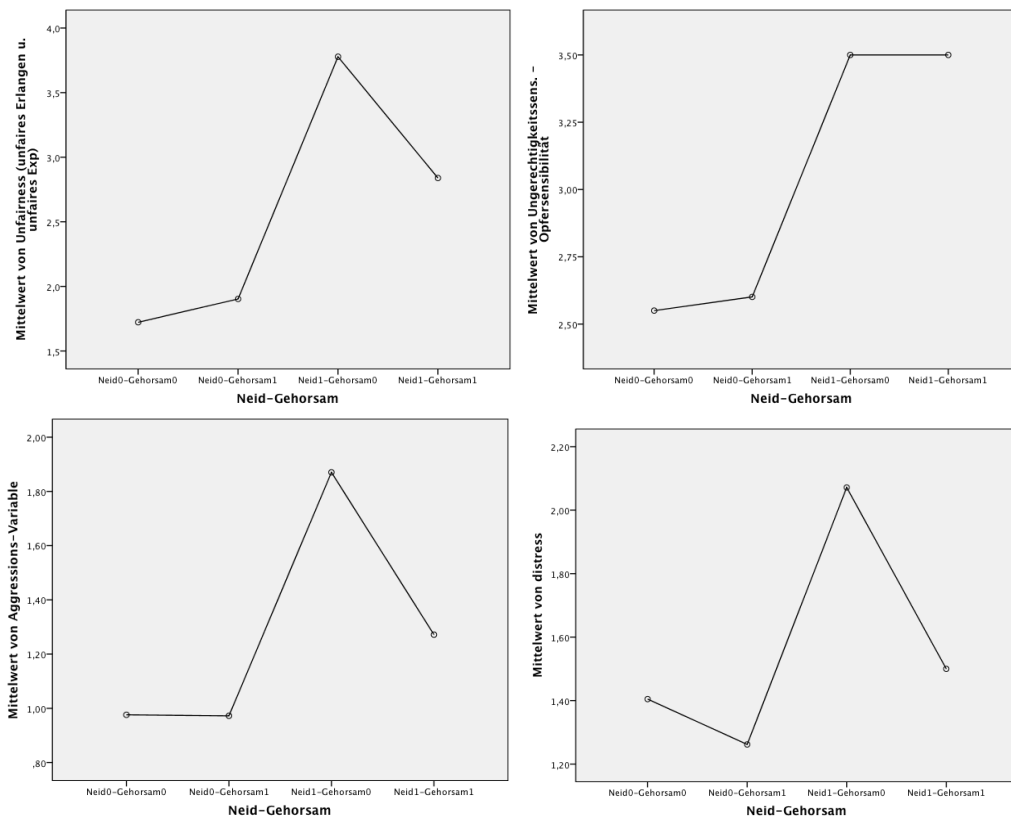 Mittelwert von Unfairness (unfaires Erlangen u.
unfaires Exp)
4,0
3,5
3,0
2,5
2,0
1,5
Neid0-Gehorsam0 Neid0-Gehorsam1 Neid1-Gehorsam0 Neid1-Gehorsam1
Neid-Gehorsam
Mittelwert von Ungerechtigkeitssens. -
Opfersensibilität
3,50
3,25
3,00
2,75
2,50
Neid0-Gehorsam0 Neid0-Gehorsam1 Neid1-Gehorsam0 Neid1-Gehorsam1
Neid-Gehorsam
Mittelwert von Aggressions-Variable
2,00
1,80
1,60
1,40
1,20
1,00
,80
Neid0-Gehorsam0 Neid0-Gehorsam1 Neid1-Gehorsam0 Neid1-Gehorsam1
Neid-Gehorsam
Mittelwert von distress
2,20
2,00
1,80
1,60
1,40
1,20
Neid0-Gehorsam0 Neid0-Gehorsam1 Neid1-Gehorsam0 Neid1-Gehorsam1
Neid-Gehorsam